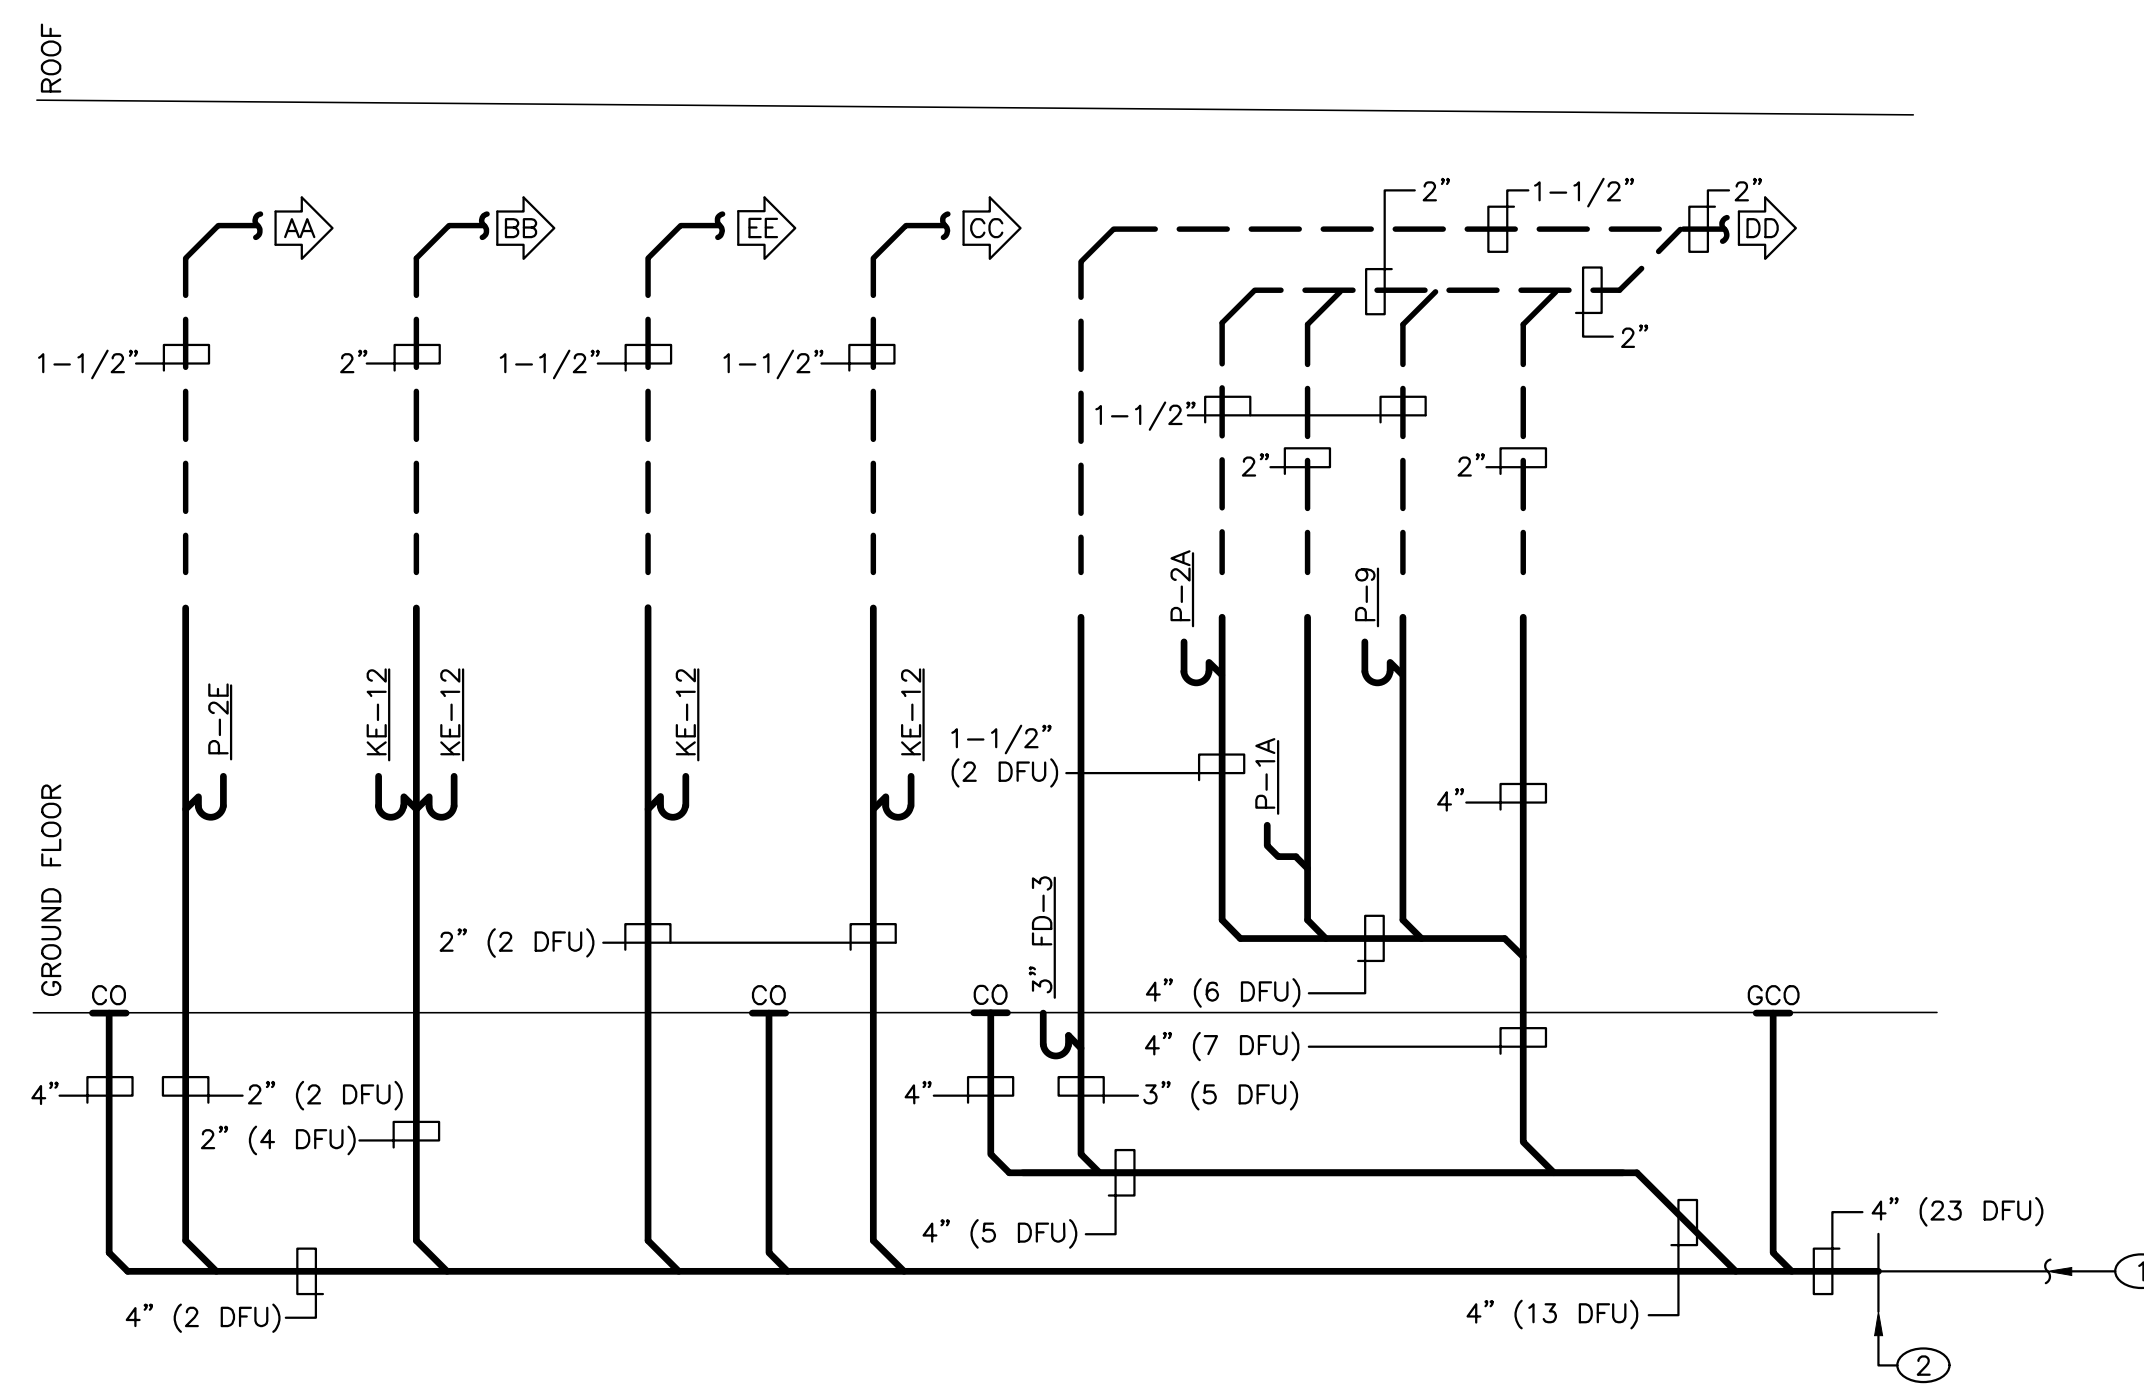 ROOF
2”
1-1/2”
2”
AA
BB
EE
CC
DD
2”
1-1/2”
2”
1-1/2”
1-1/2”
1-1/2”
2”
2”
P-2A
P-9
P-2E
KE-12
KE-12
KE-12
KE-12
1-1/2”
(2 DFU)
P-1A
4”
GROUND FLOOR
2” (2 DFU)
3” FD-3
4” (6 DFU)
CO
CO
CO
GCO
4” (7 DFU)
4”
2” (2 DFU)
4”
3” (5 DFU)
2” (4 DFU)
4” (5 DFU)
4” (23 DFU)
4” (2 DFU)
4” (13 DFU)
1
2